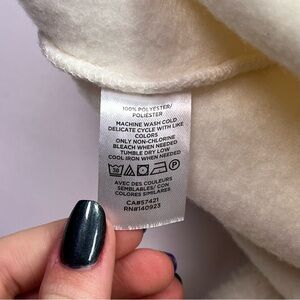 100% POLYESTER/
POLIESTER
MACHINE WASH COLD
DELICATE CYCLE WITH LIKE
COLORS
ONLY NON-CHLORINE
BLEACH WHEN NEEDED
TUMBLE DRY LOW
COOL IRON WHEN NEEDED
30
AVEC DES COULEURS
SEMBLABLES/ CON
COLORES SIMILARES
CA#57421
RN#140923